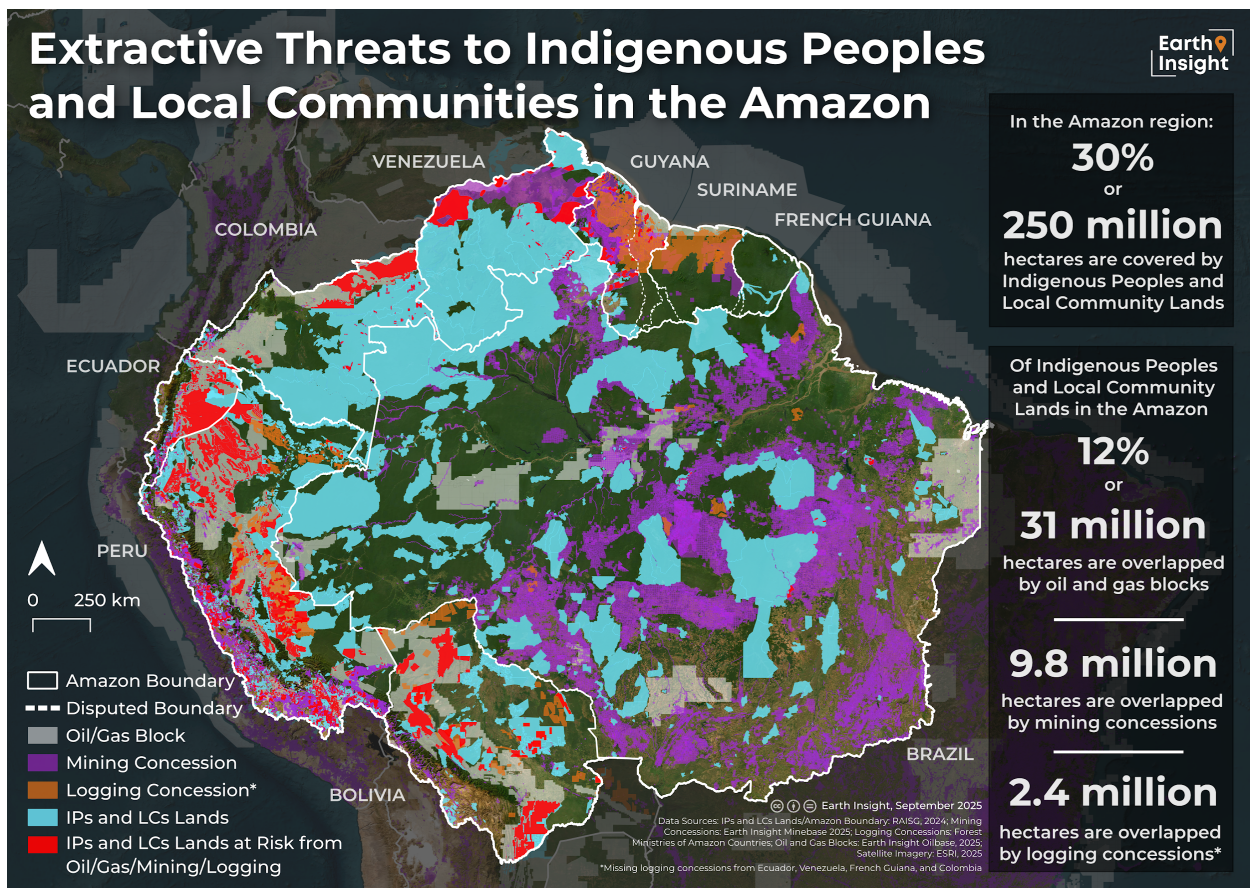 Extractive Threats to Indigenous Peoples
and Local Communities in the Amazon
Earth
Insight
In the Amazon region:
30%
or
250 million
hectares are covered by
Indigenous Peoples and
Local Community Lands
Of Indigenous Peoples
and Local Community
Lands in the Amazon
12%
or
31 million
hectares are overlapped
by oil and gas blocks
9.8 million
hectares are overlapped
by mining concessions
2.4 million
hectares are overlapped
by logging concessions*
VENEZUELA
GUYANA
SURINAME
FRENCH GUIANA
COLOMBIA
ECUADOR
PERU
BRAZIL
BOLIVIA
0 250 km
Amazon Boundary
Disputed Boundary
Oil/Gas Block
Mining Concession
Logging Concession*
IPs and LCs Lands
IPs and LCs Lands at Risk from
Oil/Gas/Mining/Logging
Earth Insight, September 2025
Data Sources: IPs and LCs Lands/Amazon Boundary: RAISG, 2024; Mining
Concessions: Earth Insight Minebase 2025; Logging Concessions: Forest
Ministries of Amazon Countries; Oil and Gas Blocks: Earth Insight Oilbase, 2025;
Satellite Imagery: ESRI, 2025
*Missing logging concessions from Ecuador, Venezuela, French Guiana, and Colombia